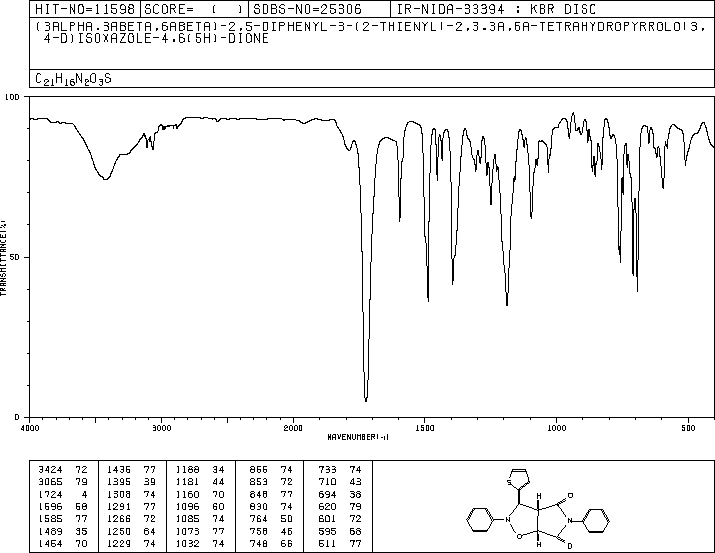 HIT-NO=11598 SCORE= ( ) SDBS-NO=25306 IR-NIDA-33394 : KBR DISC
(3ALPHA,3ABETA,6ABETA)-2,5-DIPHENYL-3-(2-THIENYL)-2,3,3A,6A-TETRAHYDROPYRROLO(3,
4-D)ISOXAZOLE-4,6(5H)-DIONE
C21H16N2O3S
100
50
0
TRANSMITTANCE(%)
4000 3000 2000 1500 1000 500
WAVENUMBER(-1)
3424 72 1436 77 1188 34 866 74 733 74
3065 79 1395 39 1181 44 853 72 710 43
1724 4 1308 74 1160 70 848 77 694 38
1596 58 1291 77 1096 60 830 74 620 79
1585 77 1266 72 1085 74 764 50 601 72
1489 35 1250 64 1073 77 758 46 595 68
1454 70 1229 74 1032 74 748 66 511 77
S
H O
N N
O H O